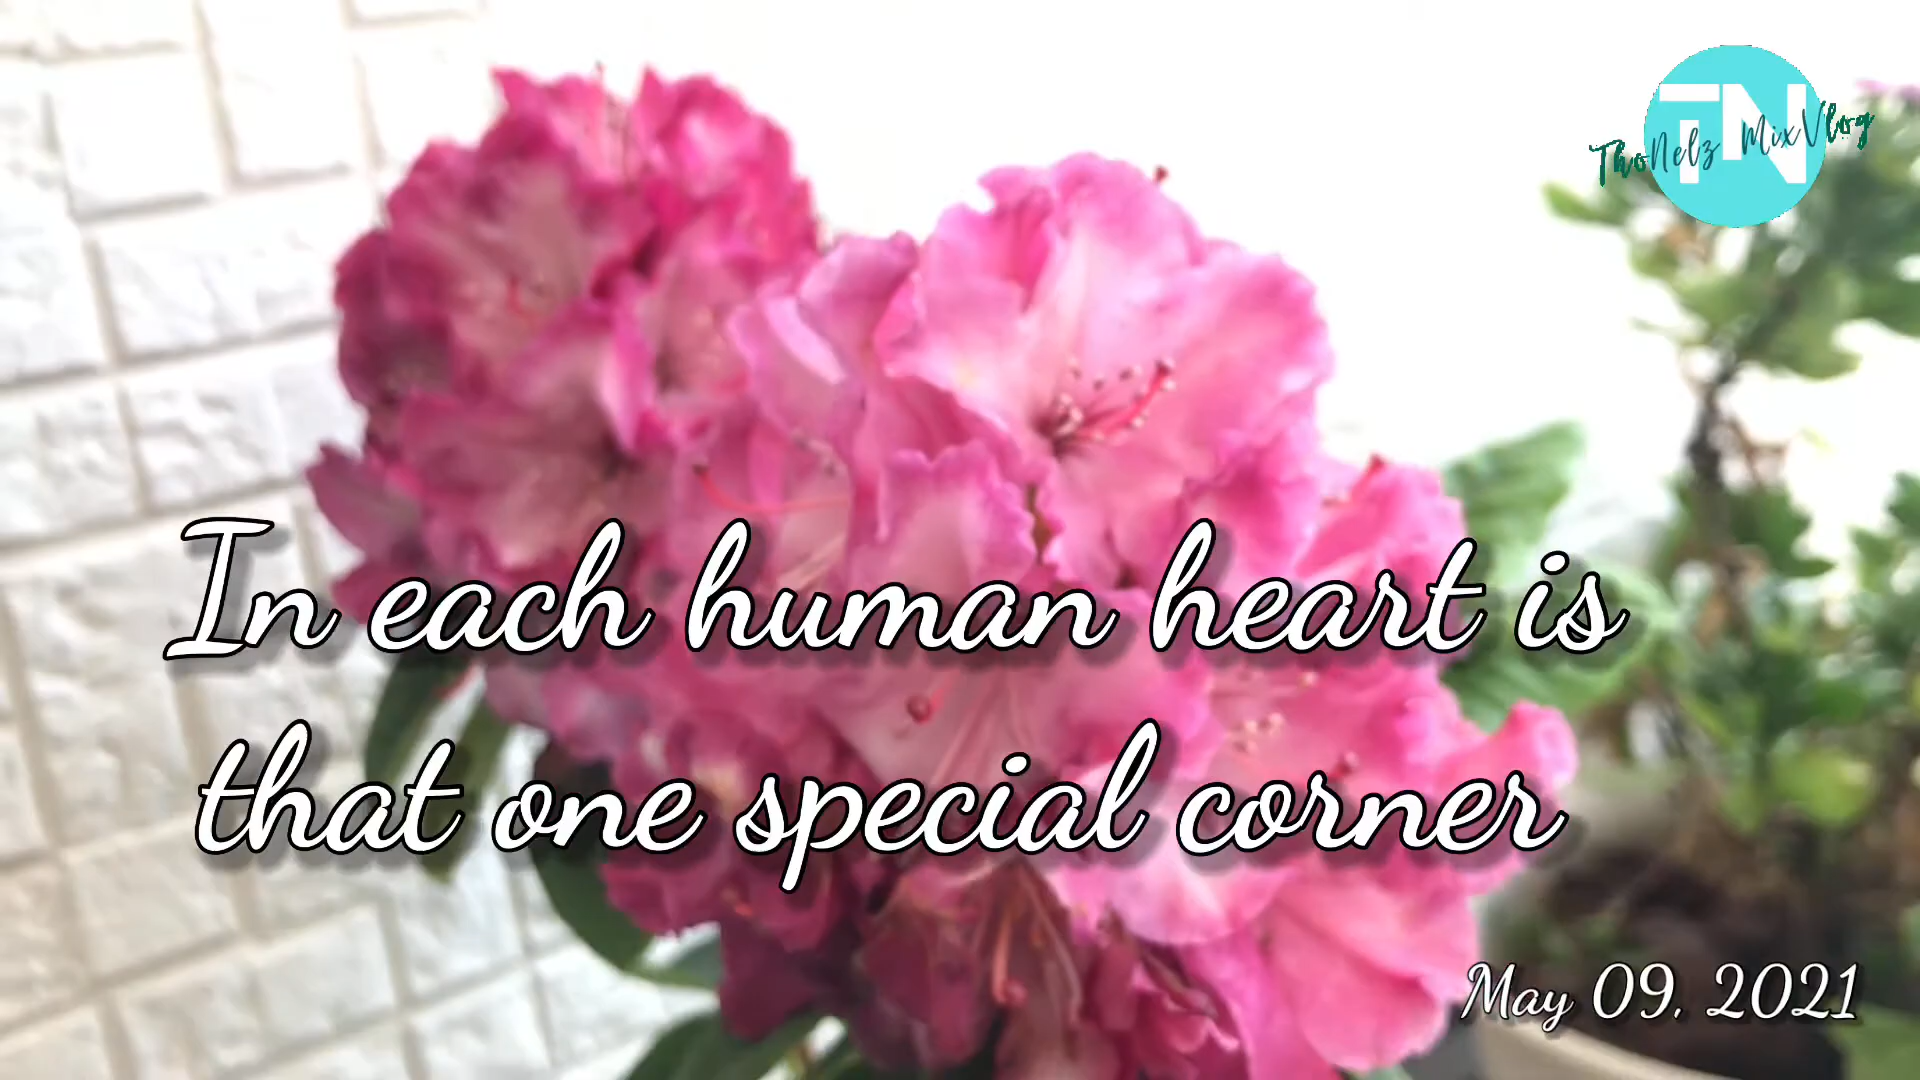 TN
ThoNelz MixVlog
In each human heart is
that one special corner
May 09, 2021